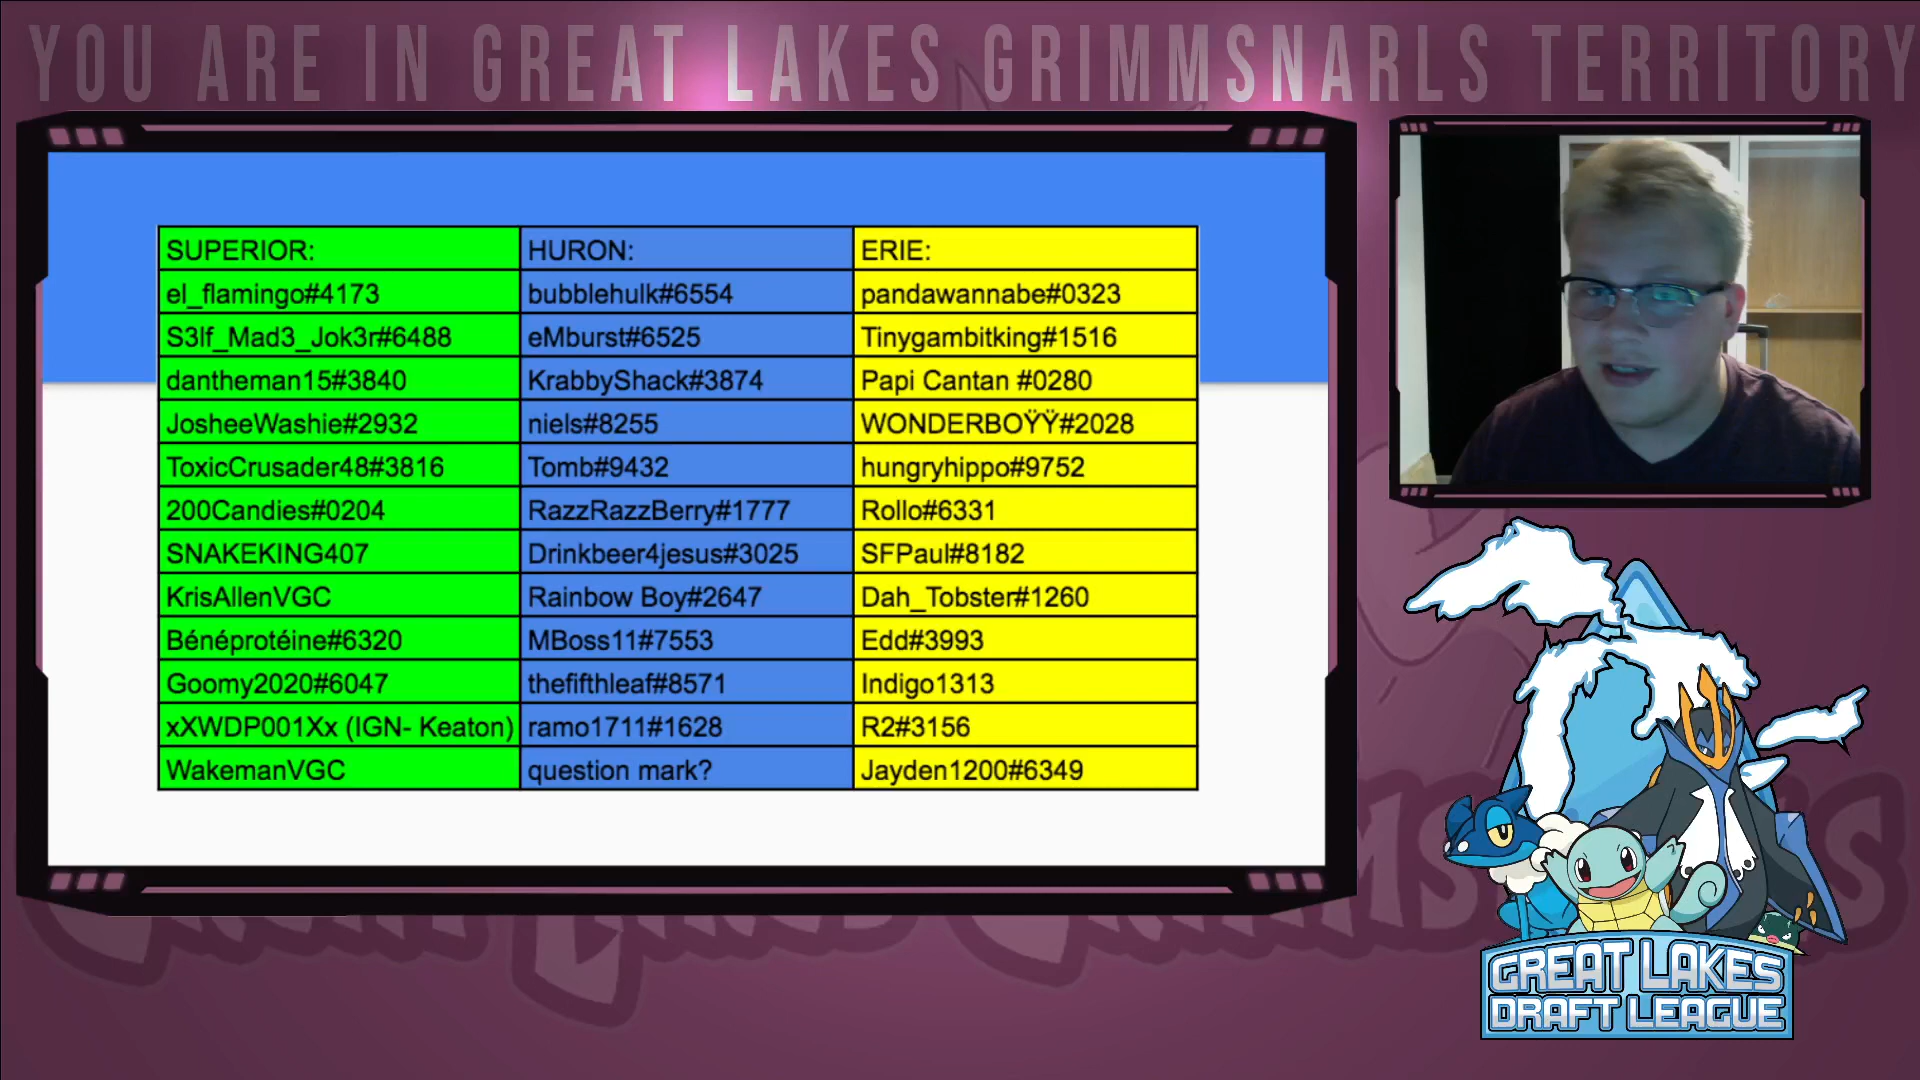 YOU ARE IN GREAT LAKES GRIMMSNARLS TERRITORY
SUPERIOR: HURON: ERIE:
el_flamingo#4173 bubblehulk#6554 pandawannabe#0323
S3lf_Mad3_Jok3r#6488 eMburst#6525 Tinygambitking#1516
dantheman15#3840 KrabbyShack#3874 Papi Cantan #0280
JosheeWashie#2932 niels#8255 WONDERBOŸŸ#2028
ToxicCrusader48#3816 Tomb#9432 hungryhippo#9752
200Candies#0204 RazzRazzBerry#1777 Rollo#6331
SNAKEKING407 Drinkbeer4jesus#3025 SFPaul#8182
KrisAllenVGC Rainbow Boy#2647 Dah_Tobster#1260
Bénéprotéine#6320 MBoss11#7553 Edd#3993
Goomy2020#6047 thefifthleaf#8571 Indigo1313
xXWDP001Xx (IGN- Keaton) ramo1711#1628 R2#3156
WakemanVGC question mark? Jayden1200#6349
GREAT LAKES
DRAFT LEAGUE